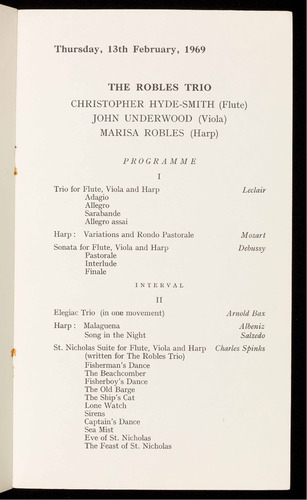 Thursday, 13th February, 1969
THE ROBLES TRIO
CHRISTOPHER HYDE-SMITH (Flute)
JOHN UNDERWOOD (Viola)
MARISA ROBLES (Harp)
PROGRAMME
I
Trio for Flute, Viola and Harp Leclair
Adagio
Allegro
Sarabande
Allegro assai
Harp: Variations and Rondo Pastorale Mozart
Sonata for Flute, Viola and Harp Debussy
Pastorale
Interlude
Finale
INTERVAL
II
Elegiac Trio (in one movement) Arnold Bax
Harp: Malaguena Albeniz
Song in the Night Salzedo
St. Nicholas Suite for Flute, Viola and Harp Charles Spinks
(written for The Robles Trio)
Fisherman's Dance
The Beachcomber
Fisherboy's Dance
The Old Barge
The Ship's Cat
Lone Watch
Sirens
Captain's Dance
Sea Mist
Eve of St. Nicholas
The Feast of St. Nicholas